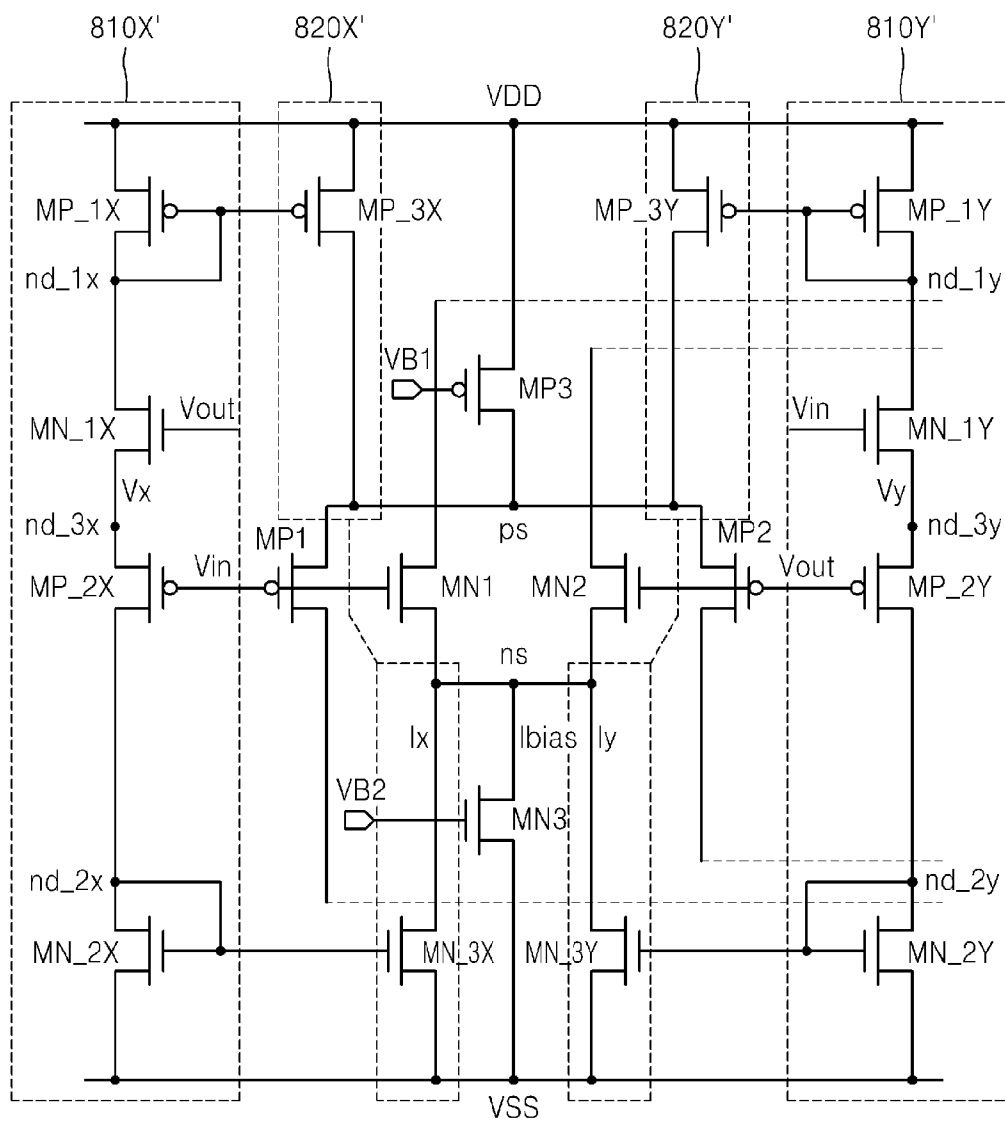 810X' 820X' 820Y' 810Y'
VDD
MP_1X MP_3X MP_3Y MP_1Y
nd_1x nd_1y
VB1 MP3
MN_1X Vout Vin MN_1Y
Vx Vy
nd_3x ps nd_3y
MP1 MP2
MP_2X Vin MN1 MN2 Vout MP_2Y
ns
Ix Ibias Iy
VB2 MN3
nd_2x nd_2y
MN_2X MN_3X MN_3Y MN_2Y
VSS